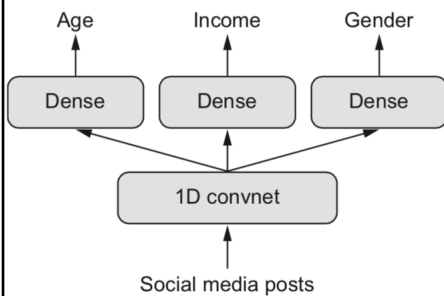 Age Income Gender
Dense Dense Dense
1D convnet
Social media posts